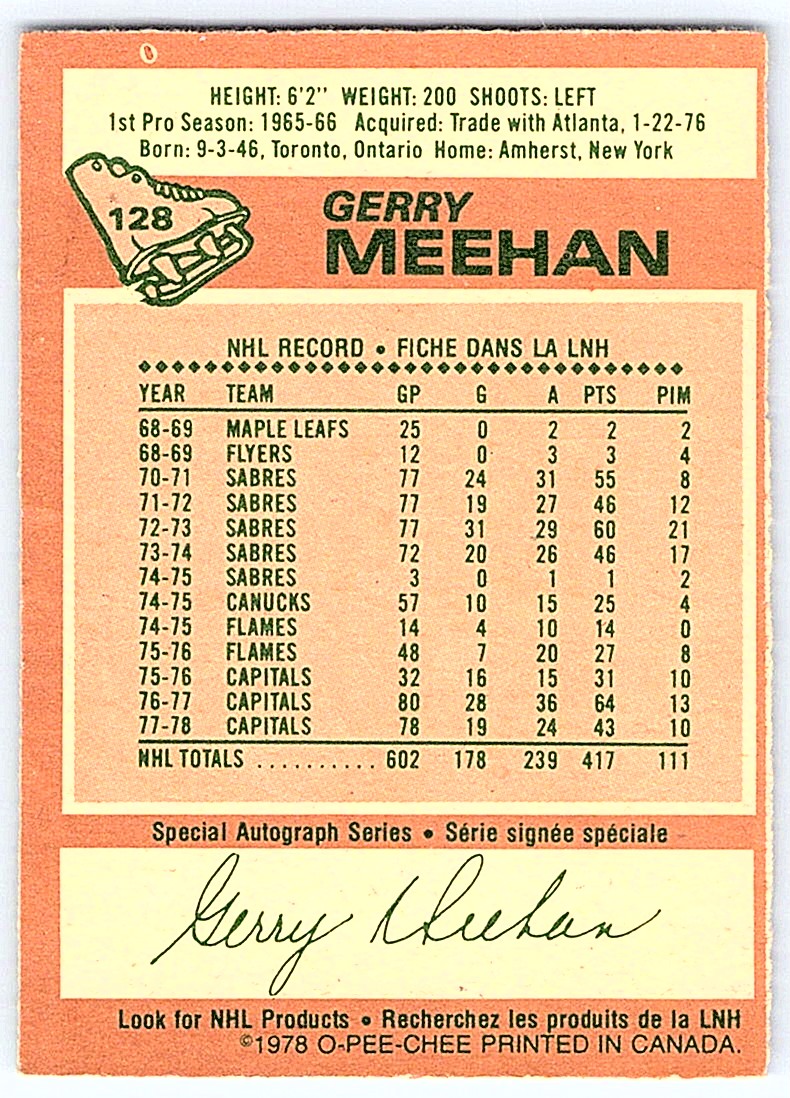 0
HEIGHT: 6'2" WEIGHT: 200 SHOOTS: LEFT
1st Pro Season: 1965-66 Acquired: Trade with Atlanta, 1-22-76
Born: 9-3-46, Toronto, Ontario Home: Amherst, New York
128
GERRY
MEEHAN
NHL RECORD • FICHE DANS LA LNH
YEAR TEAM GP G A PTS PIM
68-69 MAPLE LEAFS 25 0 2 2 2
68-69 FLYERS 12 0 3 3 4
70-71 SABRES 77 24 31 55 8
71-72 SABRES 77 19 27 46 12
72-73 SABRES 77 31 29 60 21
73-74 SABRES 72 20 26 46 17
74-75 SABRES 3 0 1 1 2
74-75 CANUCKS 57 10 15 25 4
74-75 FLAMES 14 4 10 14 0
75-76 FLAMES 48 7 20 27 8
75-76 CAPITALS 32 16 15 31 10
76-77 CAPITALS 80 28 36 64 13
77-78 CAPITALS 78 19 24 43 10
NHL TOTALS .......... 602 178 239 417 111
Special Autograph Series • Série signée spéciale
Gerry Meehan
Look for NHL Products • Recherchez les produits de la LNH
©1978 O-PEE-CHEE PRINTED IN CANADA.